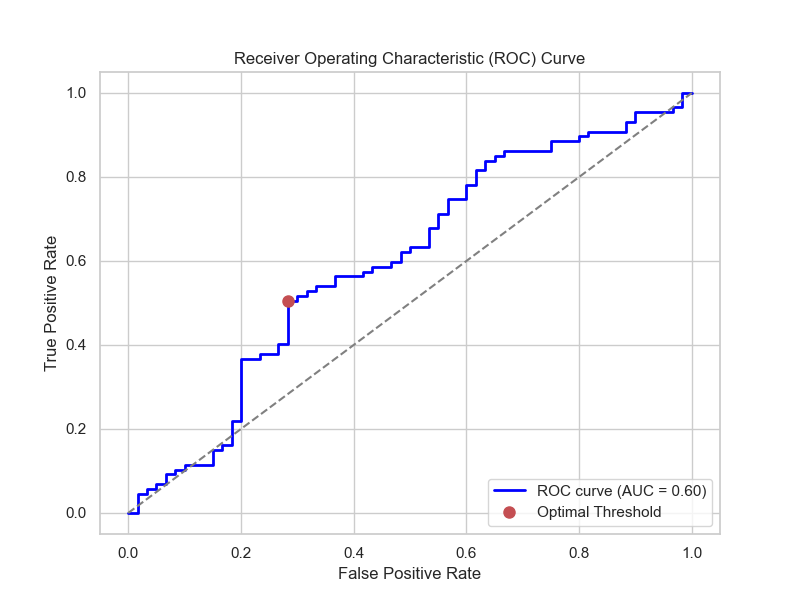 Receiver Operating Characteristic (ROC) Curve
1.0
0.8
0.6
0.4
0.2
0.0
True Positive Rate
ROC curve (AUC = 0.60)
Optimal Threshold
0.0 0.2 0.4 0.6 0.8 1.0
False Positive Rate